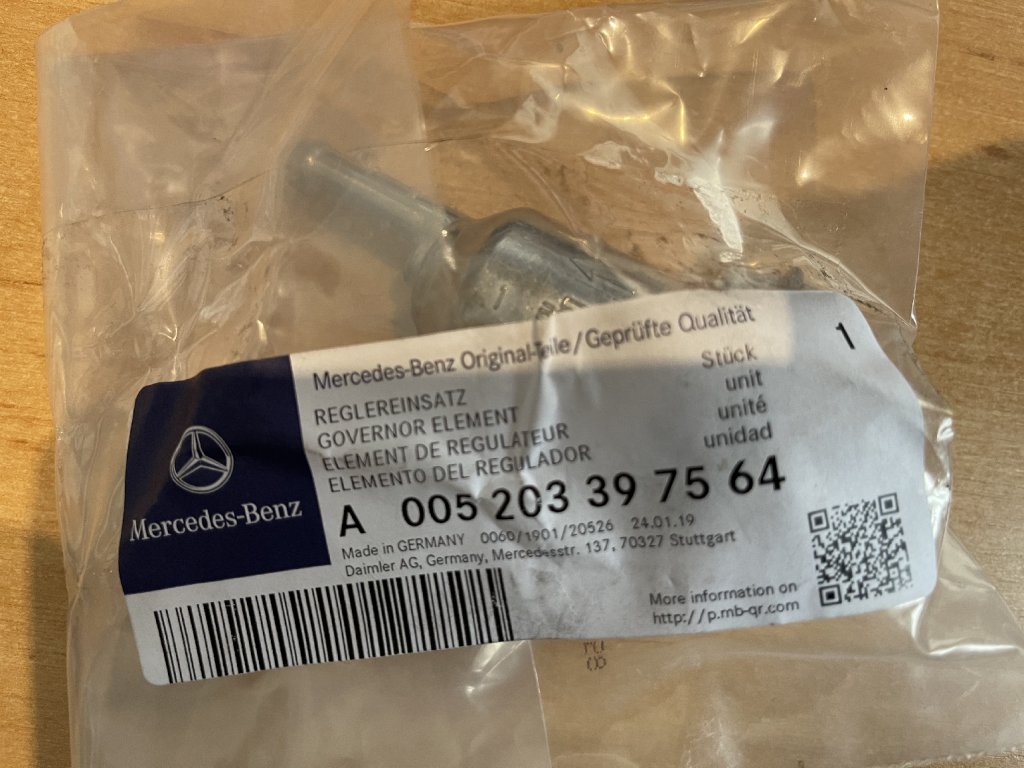 Mercedes-Benz Original-Teile/Geprüfte Qualität
1
REGLEREINSATZ
GOVERNOR ELEMENT
ELEMENT DE REGULATEUR
ELEMENTO DEL REGULADOR
Stück
unit
unité
unidad
A 005 203 39 75 64
Made in GERMANY 0060/1901/20526 24.01.19
Daimler AG, Germany, Mercedesstr. 137, 70327 Stuttgart
Mercedes-Benz
More information on
http://p.mb-qr.com